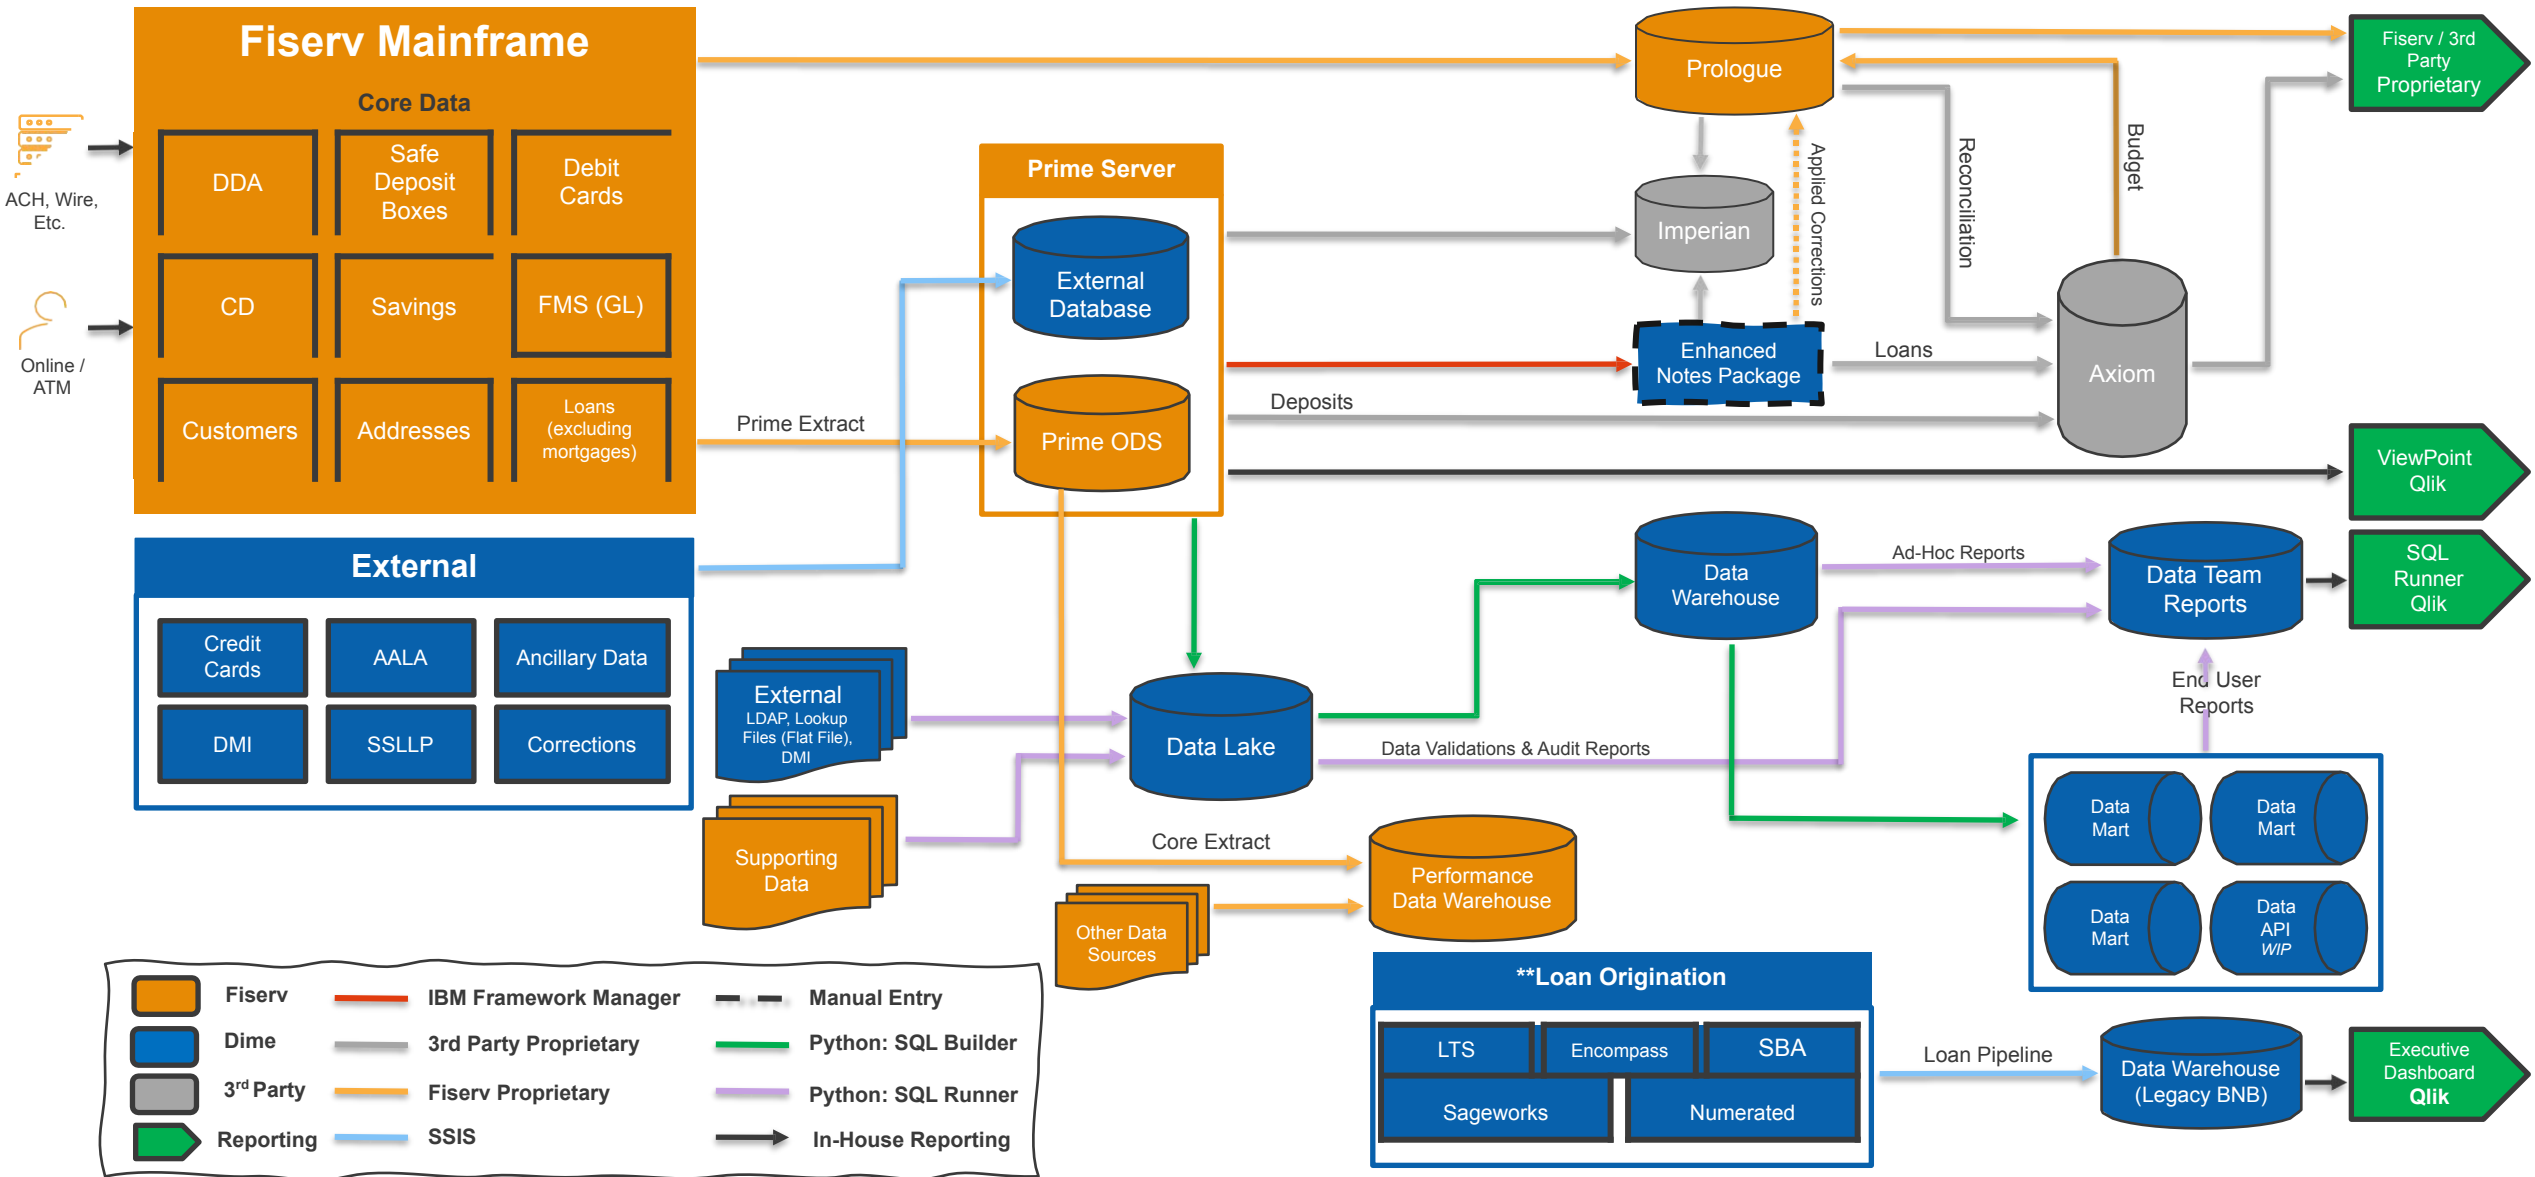 Fiserv Mainframe
Core Data
DDA
Safe
Deposit
Boxes
Debit
Cards
CD
Savings
FMS (GL)
Customers
Addresses
Loans
(excluding
mortgages)
ACH, Wire,
Etc.
Online /
ATM
External
Credit
Cards
AALA
Ancillary Data
DMI
SSLLP
Corrections
Prime Extract
Prime Server
External
Database
Prime ODS
Prologue
Imperian
Enhanced
Notes Package
Applied Corrections
Reconciliation
Budget
Loans
Deposits
Axiom
Fiserv / 3rd
Party
Proprietary
ViewPoint
Qlik
SQL
Runner
Qlik
External
LDAP, Lookup
Files (Flat File),
DMI
Supporting
Data
Data Lake
Data
Warehouse
Ad-Hoc Reports
Data Validations & Audit Reports
Data Team
Reports
End User
Reports
Data
Mart
Data
Mart
Data
Mart
Data
API
WIP
Core Extract
Other Data
Sources
Performance
Data Warehouse
**Loan Origination
LTS
Encompass
SBA
Sageworks
Numerated
Loan Pipeline
Data Warehouse
(Legacy BNB)
Executive
Dashboard
Qlik
Fiserv
Dime
3rd Party
Reporting
IBM Framework Manager
3rd Party Proprietary
Fiserv Proprietary
SSIS
Manual Entry
Python: SQL Builder
Python: SQL Runner
In-House Reporting